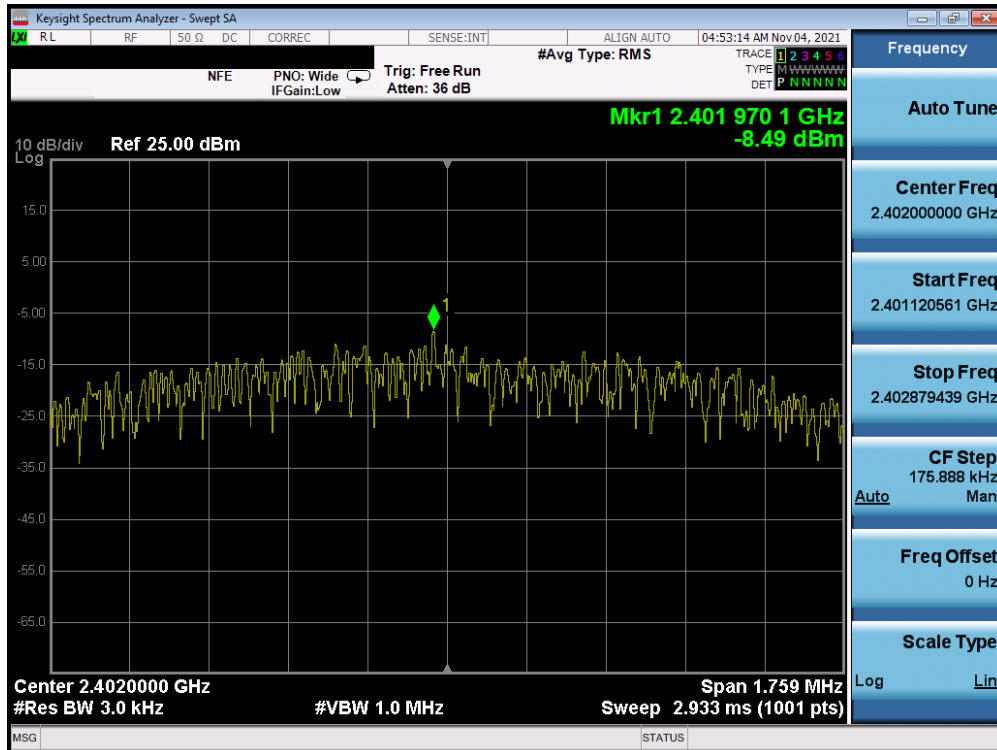 Keysight Spectrum Analyzer - Swept SA
LXI RL RF 50 Ω DC CORREC SENSE:INT ALIGN AUTO 04:53:14 AM Nov 04, 2021
NFE PNO: Wide Trig: Free Run #Avg Type: RMS TRACE 1 2 3 4 5 6
IFGain:Low Atten: 36 dB TYPE M WWWWW
DET P N N N N N
Mkr1 2.401 970 1 GHz
-8.49 dBm
10 dB/div Ref 25.00 dBm
Log
1
15.0
5.00
-5.00
-15.0
-25.0
-35.0
-45.0
-55.0
-65.0
Center 2.4020000 GHz Span 1.759 MHz
#Res BW 3.0 kHz #VBW 1.0 MHz Sweep 2.933 ms (1001 pts)
MSG STATUS
Frequency
Auto Tune
Center Freq
2.402000000 GHz
Start Freq
2.401120561 GHz
Stop Freq
2.402879439 GHz
CF Step
175.888 kHz
Auto Man
Freq Offset
0 Hz
Scale Type
Log Lin